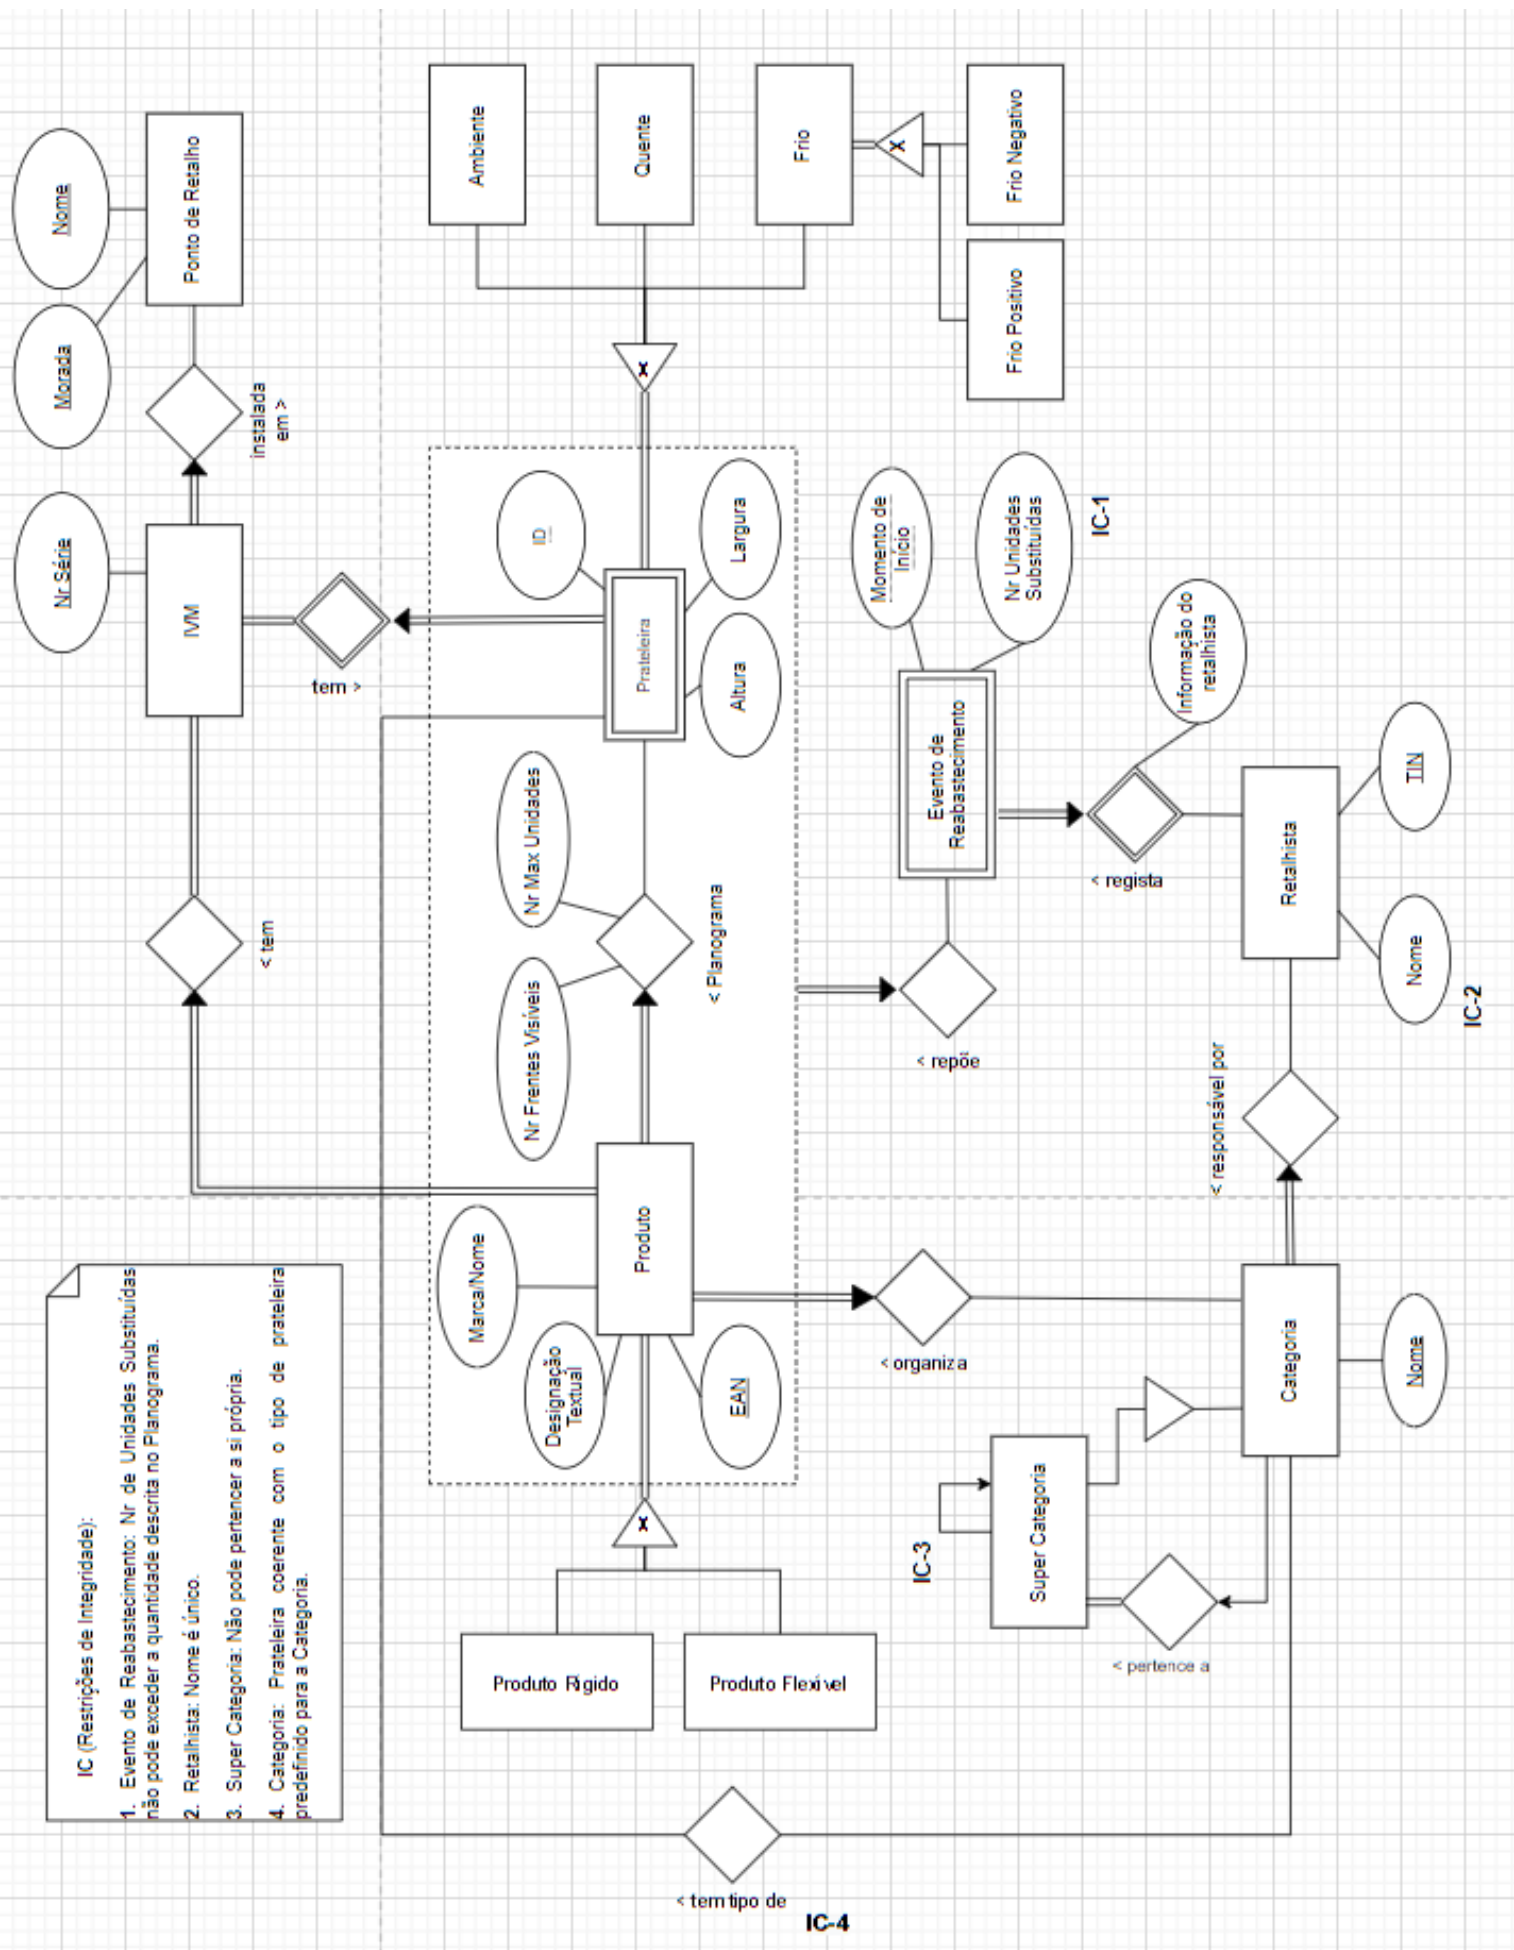 IC (Restrições de Integridade):
1. Evento de Reabastecimento: Nr de Unidades Substituídas
não pode exceder a quantidade descrita no Planograma.
2. Retalhista: Nome é único.
3. Super Categoria: Não pode pertencer a si própria.
4. Categoria: Prateleira coerente com o tipo de prateleira
predefinido para a Categoria.
< tem
IVM
Nr Série
tem >
instalada
em >
Morada
Nome
Ponto de Retalho
Produto Rígido
Produto Flexível
x
Designação
Textual
Marca/Nome
EAN
Produto
Nr Frentes Visíveis
Nr Max Unidades
< Planograma
Prateleira
ID
Altura
Largura
x
Ambiente
Quente
Frio
x
Frio Positivo
Frio Negativo
< tem tipo de
IC-4
IC-3
Super Categoria
< pertence a
< organiza
< repõe
Evento de
Reabastecimento
Momento de
Início
Nr Unidades
Substituídas
IC-1
< regista
Informação do
retalhista
Categoria
Nome
< responsável por
Retalhista
Nome
TIN
IC-2